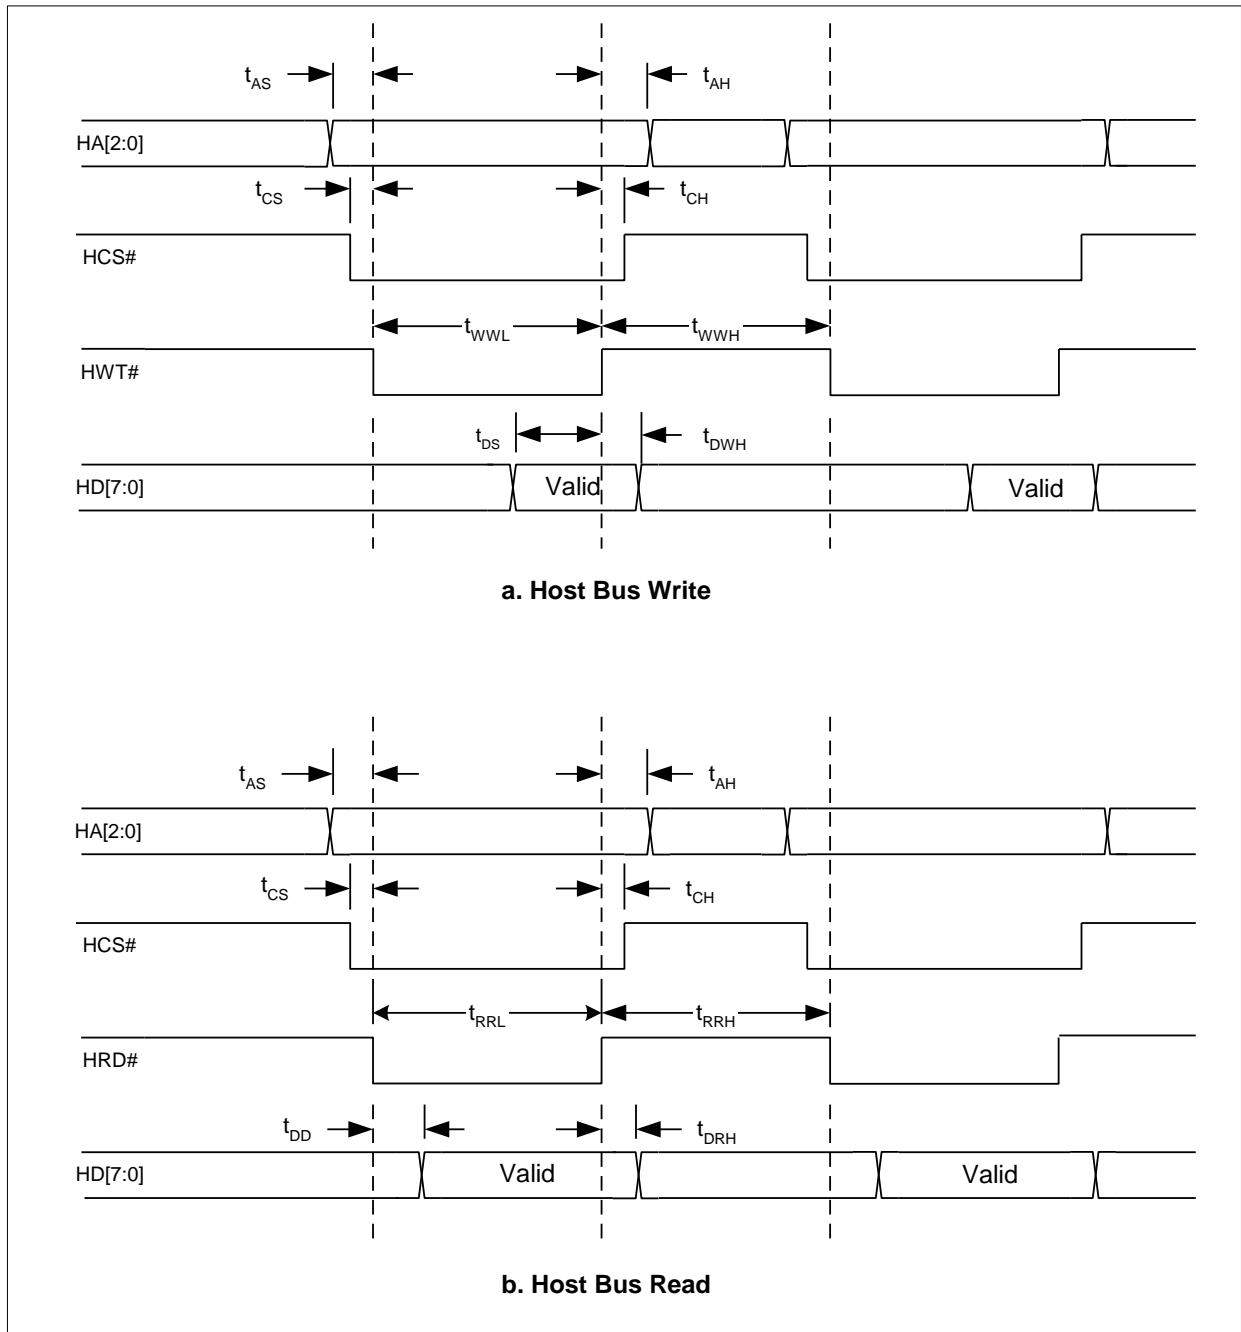 tAS tAH
HA[2:0]
tCS tCH
HCS#
tWWL tWWH
HWT#
tDS tDWH
HD[7:0] Valid Valid
a. Host Bus Write
tAS tAH
HA[2:0]
tCS tCH
HCS#
tRRL tRRH
HRD#
tDD tDRH
HD[7:0] Valid Valid
b. Host Bus Read